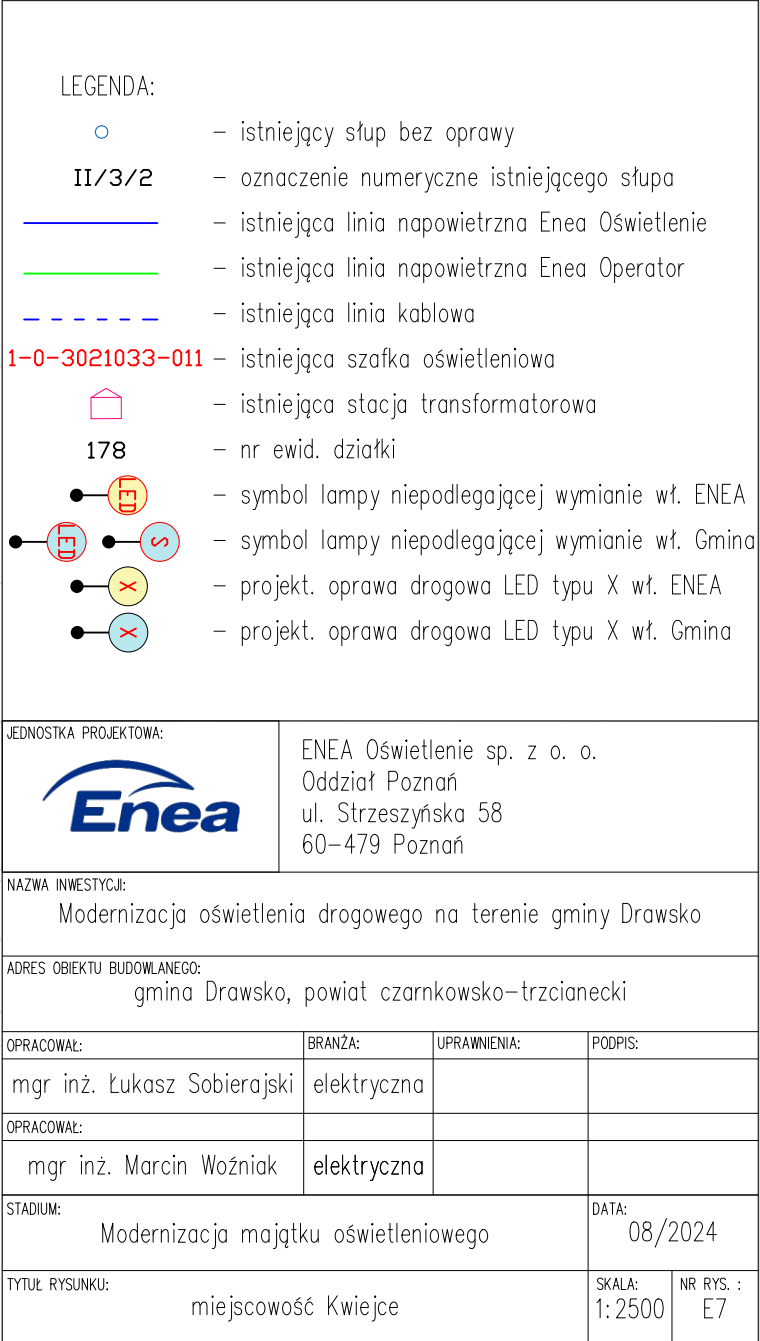 LEGENDA:
– istniejący słup bez oprawy
II/3/2 – oznaczenie numeryczne istniejącego słupa
– istniejąca linia napowietrzna Enea Oświetlenie
– istniejąca linia napowietrzna Enea Operator
– istniejąca linia kablowa
1-0-3021033-011 – istniejąca szafka oświetleniowa
– istniejąca stacja transformatorowa
178 – nr ewid. działki
LED – symbol lampy niepodlegającej wymianie wł. ENEA
LED S – symbol lampy niepodlegającej wymianie wł. Gmina
X – projekt. oprawa drogowa LED typu X wł. ENEA
X – projekt. oprawa drogowa LED typu X wł. Gmina
JEDNOSTKA PROJEKTOWA:
Enea
ENEA Oświetlenie sp. z o. o.
Oddział Poznań
ul. Strzeszyńska 58
60–479 Poznań
NAZWA INWESTYCJI:
Modernizacja oświetlenia drogowego na terenie gminy Drawsko
ADRES OBIEKTU BUDOWLANEGO:
gmina Drawsko, powiat czarnkowsko–trzcianecki
OPRACOWAŁ: BRANŻA: UPRAWNIENIA: PODPIS:
mgr inż. Łukasz Sobierajski elektryczna
OPRACOWAŁ:
mgr inż. Marcin Woźniak elektryczna
STADIUM: DATA:
Modernizacja majątku oświetleniowego 08/2024
TYTUŁ RYSUNKU: SKALA: NR RYS. :
miejscowość Kwiejce 1:2500 E7